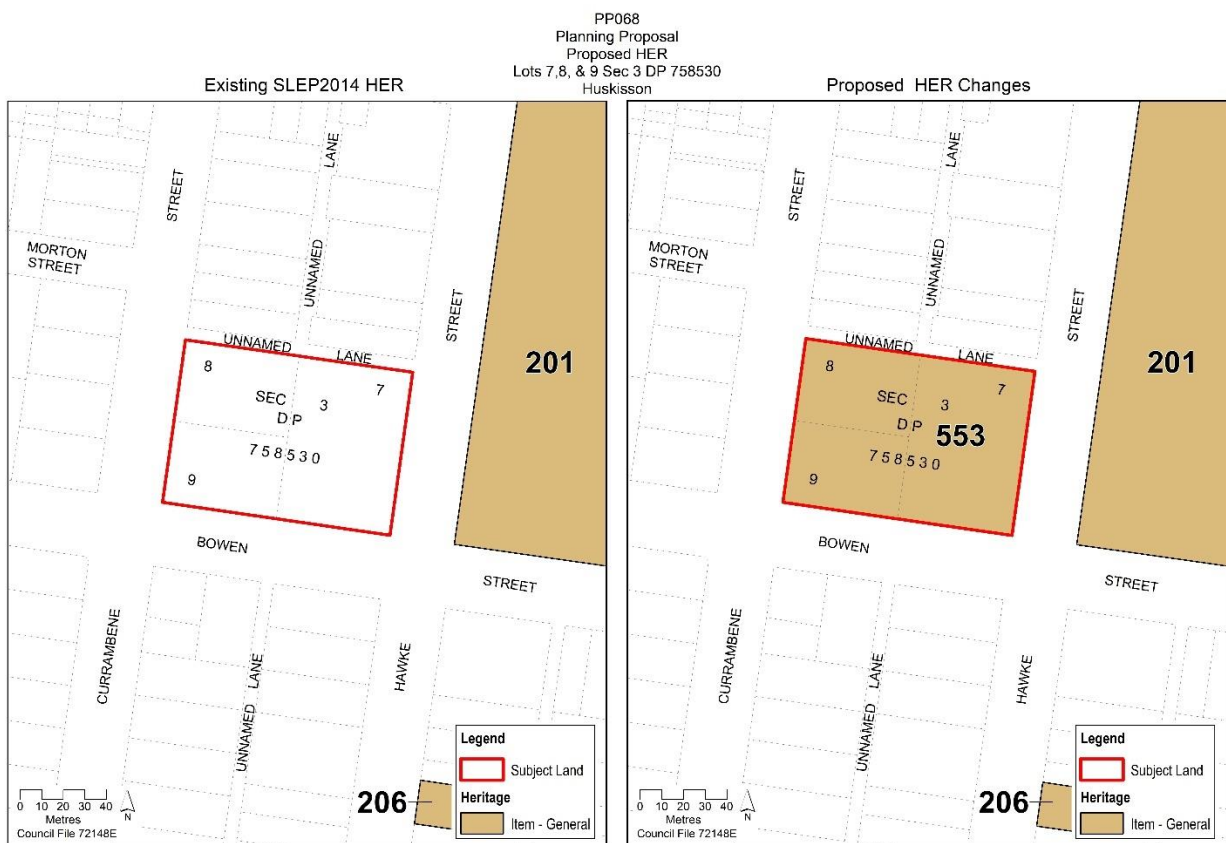 PP068
Planning Proposal
Proposed HER
Lots 7,8, & 9 Sec 3 DP 758530
Huskisson
Existing SLEP2014 HER
LANE
STREET
UNNAMED
MORTON
STREET
STREET
UNNAMED
LANE
201
8
7
SEC
3
D P
7 5 8 5 3 0
9
BOWEN
STREET
CURRAMBENE
UNNAMED LANE
HAWKE
206
0 10 20 30 40
Metres
Council File 72148E
N
Legend
Subject Land
Heritage
Item - General
Proposed HER Changes
LANE
STREET
UNNAMED
MORTON
STREET
STREET
UNNAMED
LANE
201
8
7
SEC
3
D P
553
7 5 8 5 3 0
9
BOWEN
STREET
CURRAMBENE
UNNAMED LANE
HAWKE
206
0 10 20 30 40
Metres
Council File 72148E
N
Legend
Subject Land
Heritage
Item - General